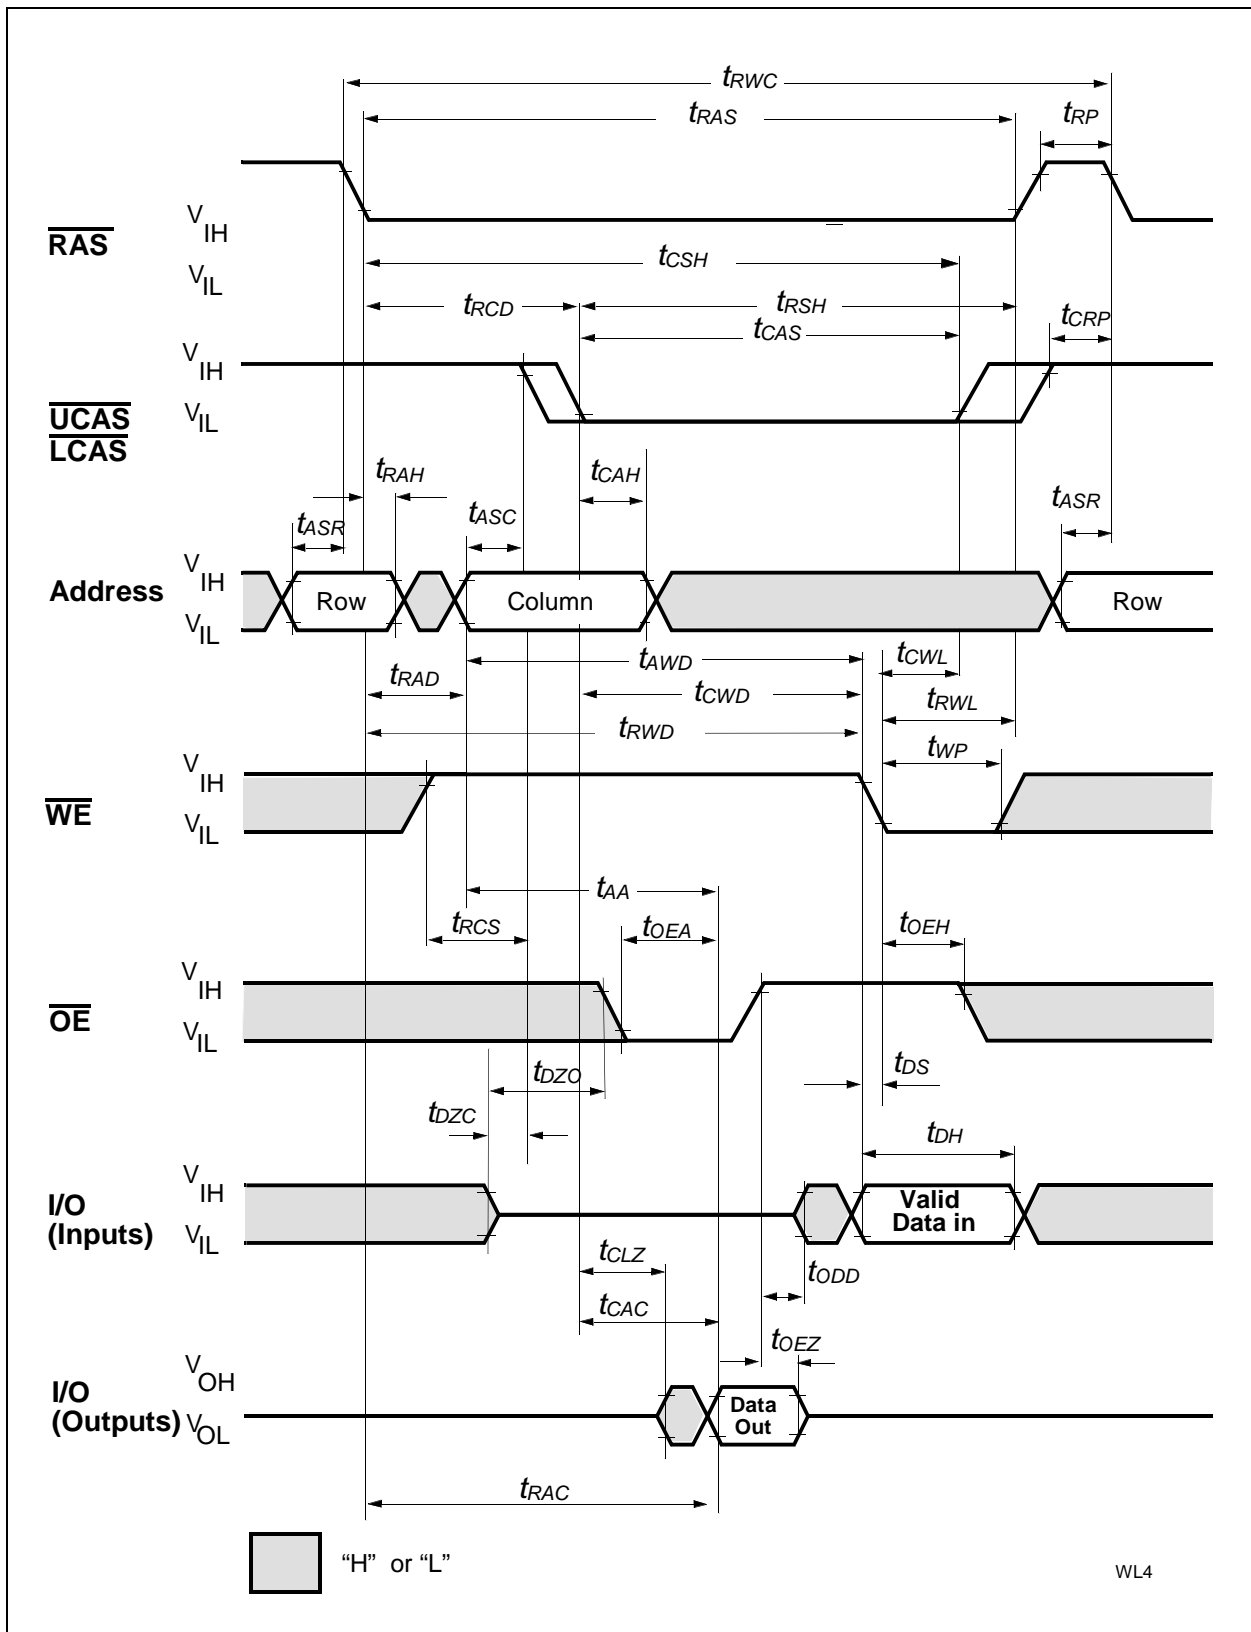 tRWC
tRAS
tRP
VIH
RAS
VIL
tCSH
tRCD
tRSH
tCAS
tCRP
VIH
UCAS
VIL
LCAS
tRAH
tCAH
tASR
tASC
tASR
VIH
Address
Row
Column
Row
VIL
tAWD
tCWL
tRAD
tCWD
tRWL
tRWD
tWP
VIH
WE
VIL
tAA
tRCS
tOEA
tOEH
VIH
OE
VIL
tDZO
tDS
tDZC
tDH
VIH
I/O
(Inputs)
VIL
Valid
Data in
tCLZ
tODD
tCAC
tOEZ
VOH
I/O
(Outputs)
VOL
Data
Out
tRAC
“H” or “L”
WL4